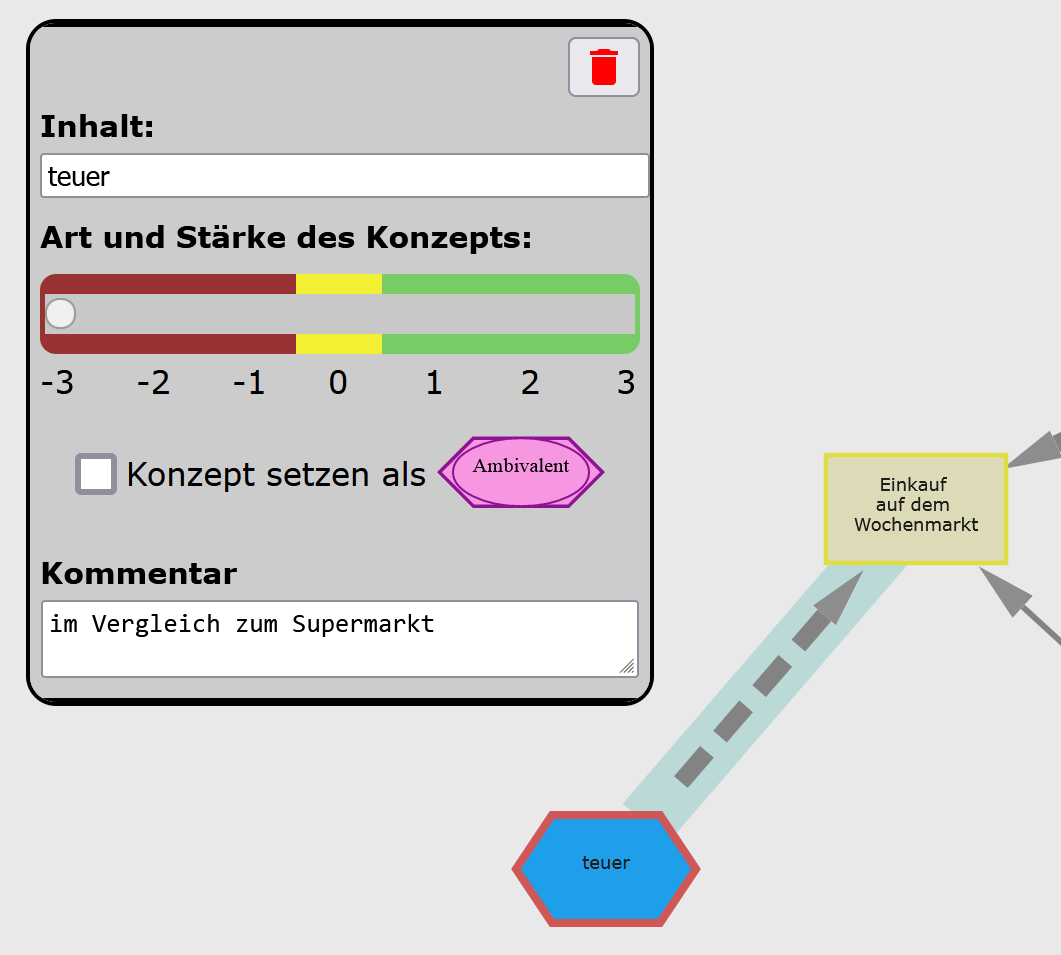 Inhalt:
teuer
Art und Stärke des Konzepts:
-3 -2 -1 0 1 2 3
Konzept setzen als
Ambivalent
Kommentar
im Vergleich zum Supermarkt
Einkauf
auf dem
Wochenmarkt
teuer